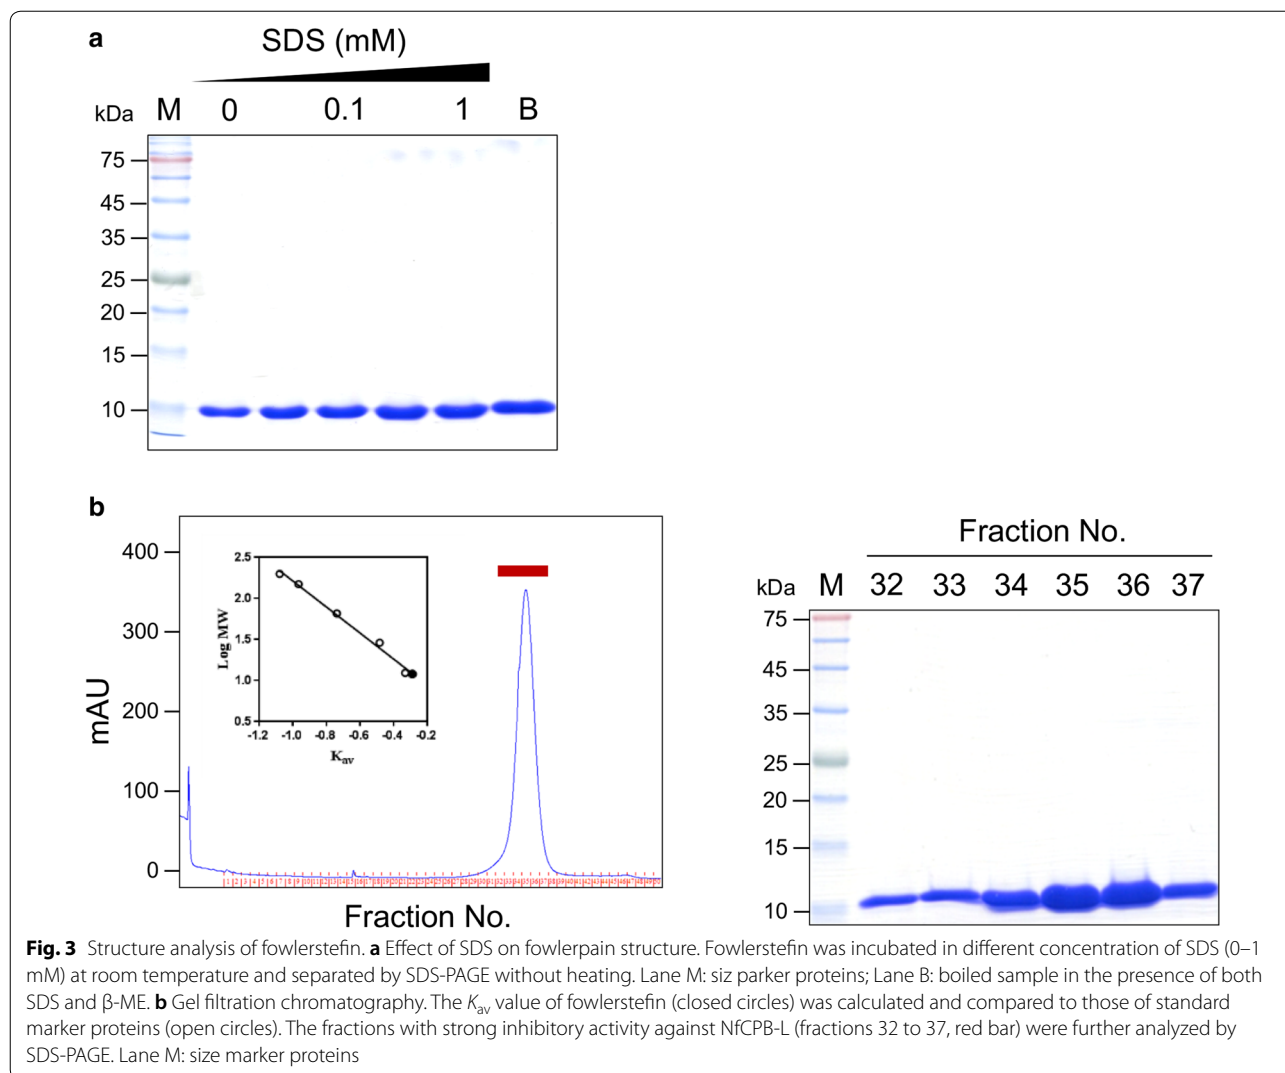 a
SDS (mM)
kDa M 0 0.1 1 B
75
45
35
25
20
15
10
b
400
300
200
100
0
mAU
2.5
2.0
1.5
1.0
0.5
Log MW
-1.2 -1.0 -0.8 -0.6 -0.4 -0.2
Kav
Fraction No.
Fraction No.
kDa M 32 33 34 35 36 37
75
45
35
25
20
15
10
Fig. 3 Structure analysis of fowlerstefin. a Effect of SDS on fowlerpain structure. Fowlerstefin was incubated in different concentration of SDS (0–1
mM) at room temperature and separated by SDS-PAGE without heating. Lane M: siz parker proteins; Lane B: boiled sample in the presence of both
SDS and β-ME. b Gel filtration chromatography. The Kav value of fowlerstefin (closed circles) was calculated and compared to those of standard
marker proteins (open circles). The fractions with strong inhibitory activity against NfCPB-L (fractions 32 to 37, red bar) were further analyzed by
SDS-PAGE. Lane M: size marker proteins